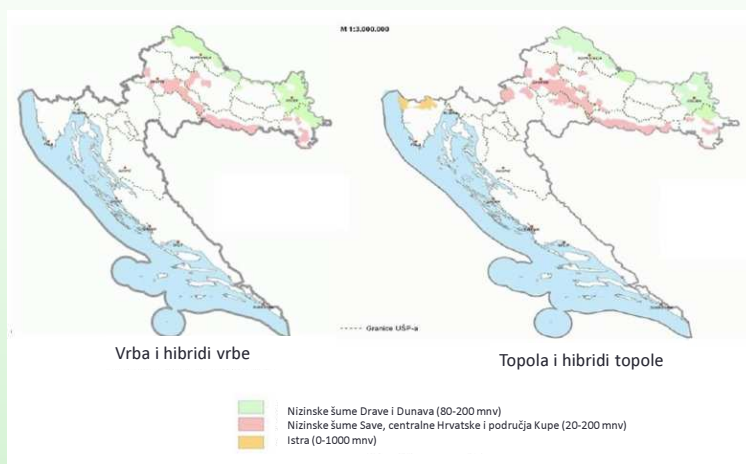 M 1:3.000.000
Granice UŠP-a
Vrba i hibridi vrbe
Topola i hibridi topole
Nizinske šume Drave i Dunava (80-200 mnv)
Nizinske šume Save, centralne Hrvatske i područja Kupe (20-200 mnv)
Istra (0-1000 mnv)